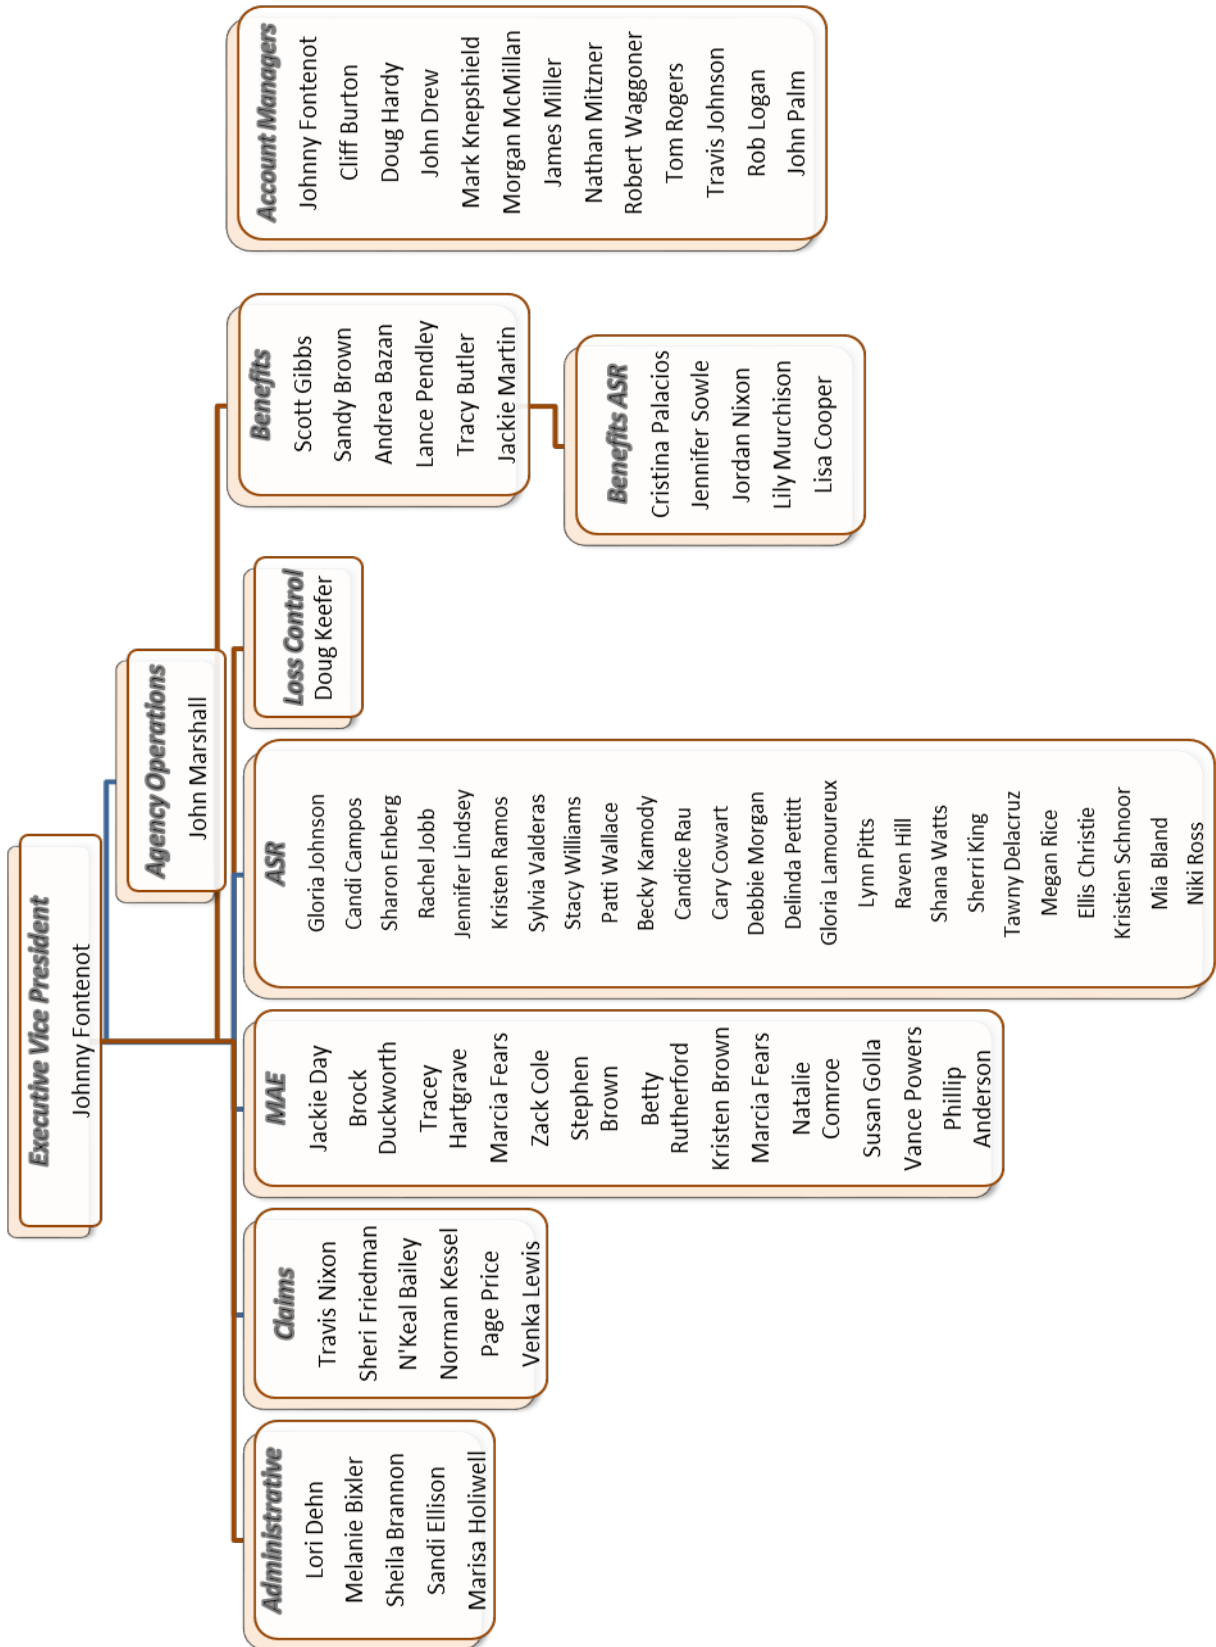 Executive Vice President
Johnny Fontenot
Agency Operations
John Marshall
Administrative
Lori Dehn
Melanie Bixler
Sheila Brannon
Sandi Ellison
Marisa Holiwell
Claims
Travis Nixon
Sheri Friedman
N'Keal Bailey
Norman Kessel
Page Price
Venka Lewis
MAE
Jackie Day
Brock
Duckworth
Tracey
Hartgrave
Marcia Fears
Zack Cole
Stephen
Brown
Betty
Rutherford
Kristen Brown
Marcia Fears
Natalie
Comroe
Susan Golla
Vance Powers
Phillip
Anderson
ASR
Gloria Johnson
Candi Campos
Sharon Enberg
Rachel Jobb
Jennifer Lindsey
Kristen Ramos
Sylvia Valderas
Stacy Williams
Patti Wallace
Becky Kamody
Candice Rau
Cary Cowart
Debbie Morgan
Delinda Pettitt
Gloria Lamoureux
Lynn Pitts
Raven Hill
Shana Watts
Sherri King
Tawny Delacruz
Megan Rice
Ellis Christie
Kristien Schnoor
Mia Bland
Niki Ross
Loss Control
Doug Keefer
Benefits
Scott Gibbs
Sandy Brown
Andrea Bazan
Lance Pendley
Tracy Butler
Jackie Martin
Benefits ASR
Cristina Palacios
Jennifer Sowle
Jordan Nixon
Lily Murchison
Lisa Cooper
Account Managers
Johnny Fontenot
Cliff Burton
Doug Hardy
John Drew
Mark Knepshield
Morgan McMillan
James Miller
Nathan Mitzner
Robert Waggoner
Tom Rogers
Travis Johnson
Rob Logan
John Palm